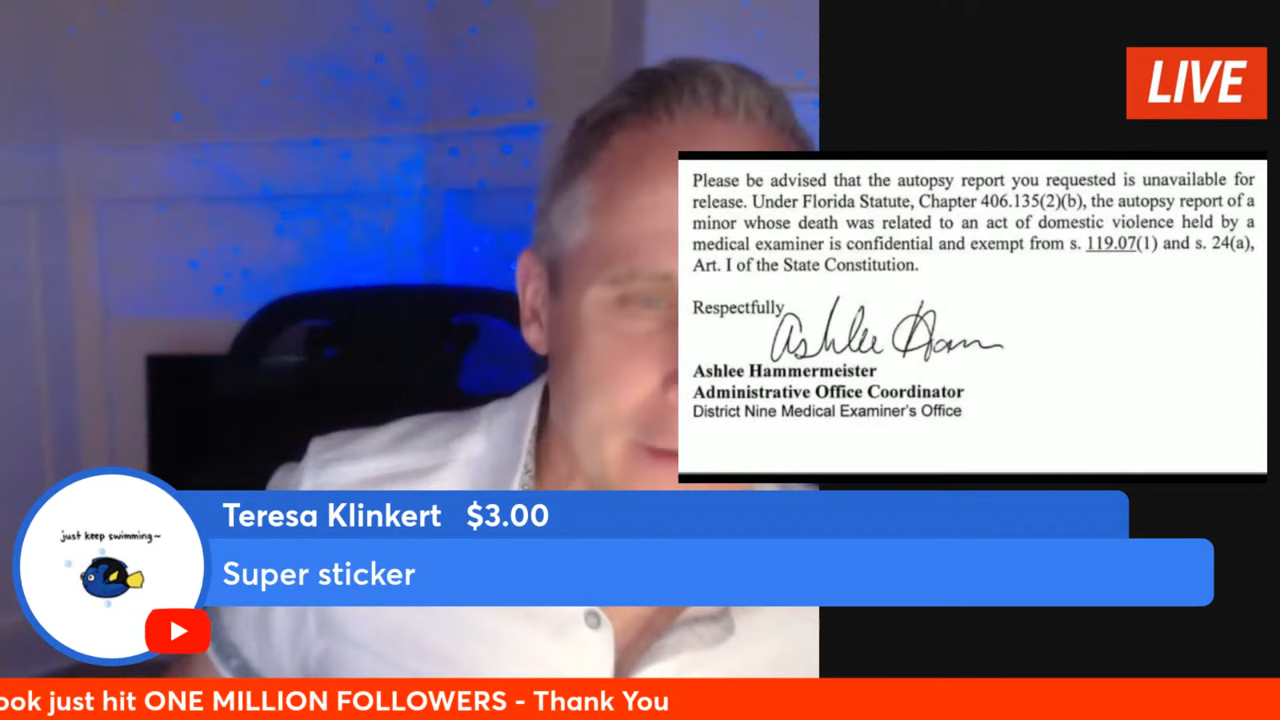 LIVE
Please be advised that the autopsy report you requested is unavailable for
release. Under Florida Statute, Chapter 406.135(2)(b), the autopsy report of a
minor whose death was related to an act of domestic violence held by a
medical examiner is confidential and exempt from s. 119.07(1) and s. 24(a),
Art. I of the State Constitution.
Respectfully
Ashlee Ham
Ashlee Hammermeister
Administrative Office Coordinator
District Nine Medical Examiner's Office
Teresa Klinkert $3.00
Super sticker
just keep swimming~
ook just hit ONE MILLION FOLLOWERS - Thank You